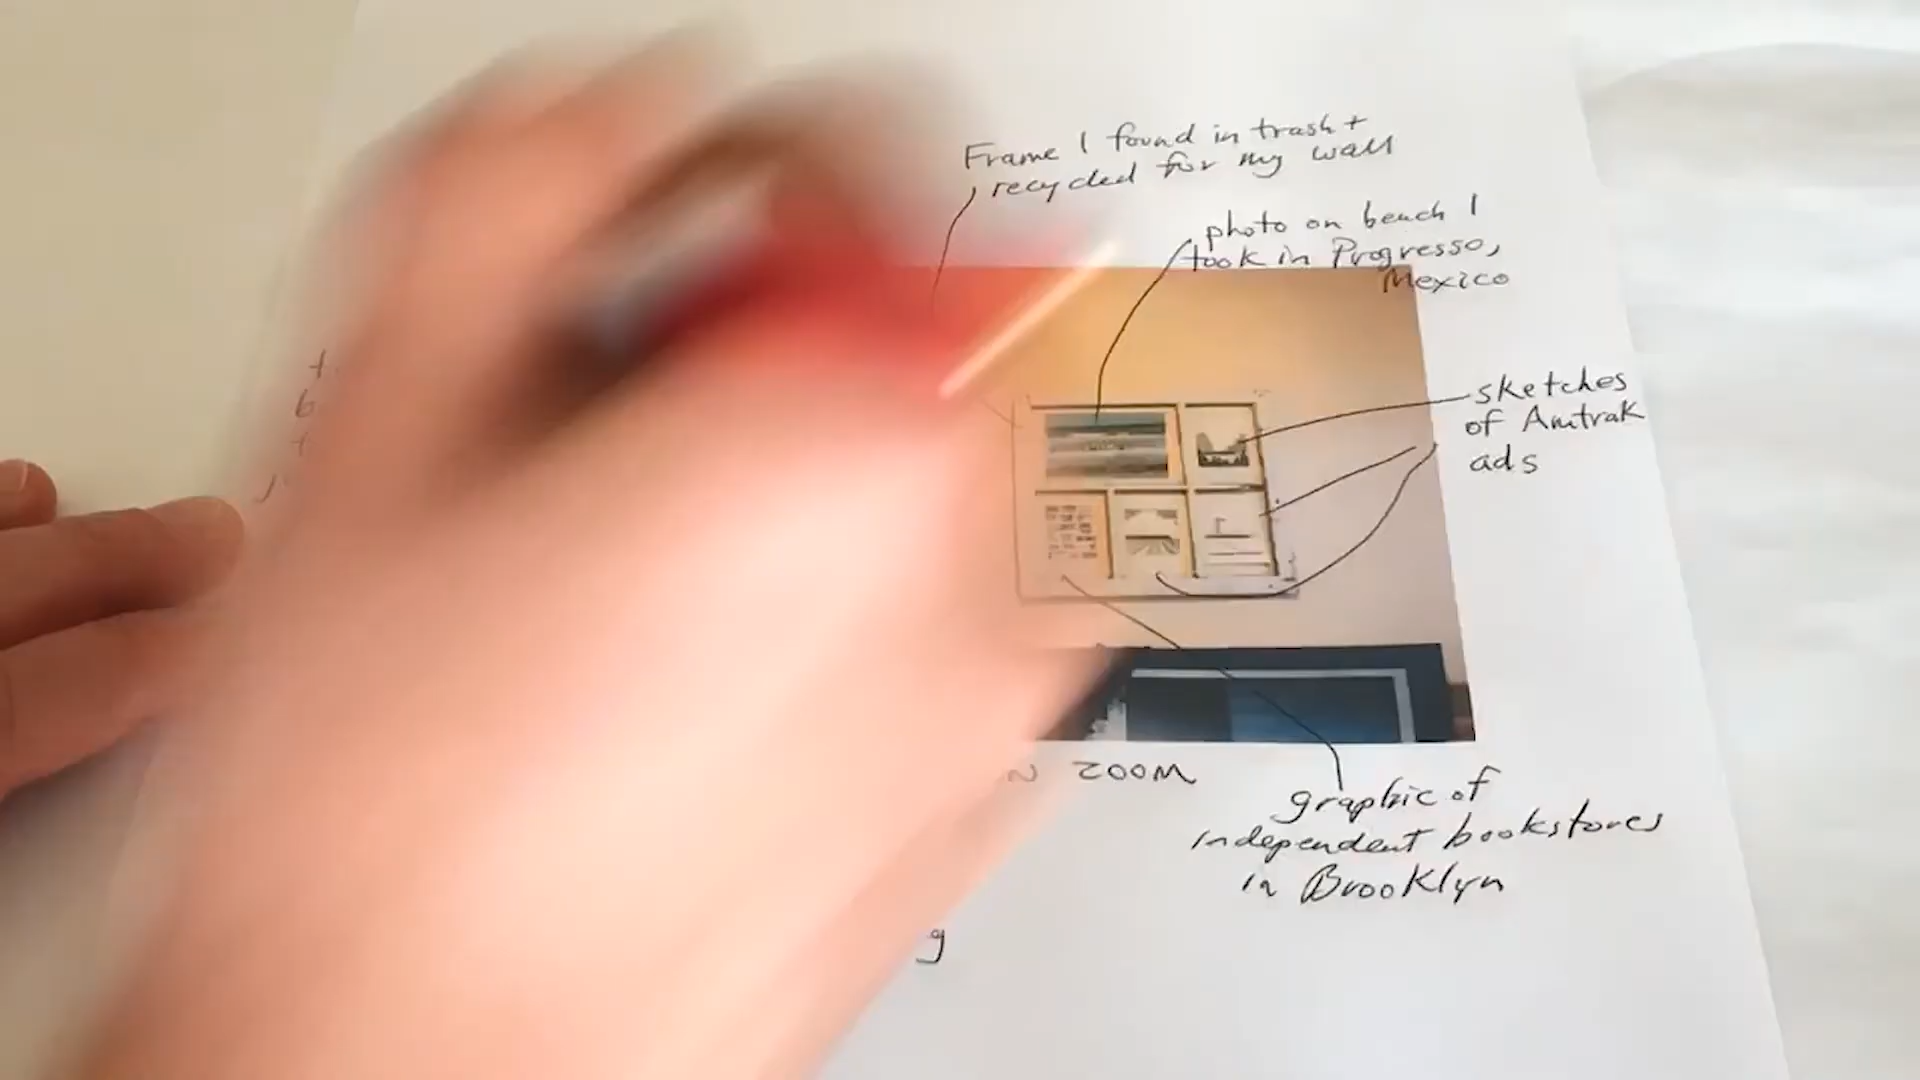 Frame I found in trash +
recycled for my wall
photo on beach I
took in Progresso,
Mexico
sketches
of Amtrak
ads
ZOOM
graphic of
independent bookstores
in Brooklyn